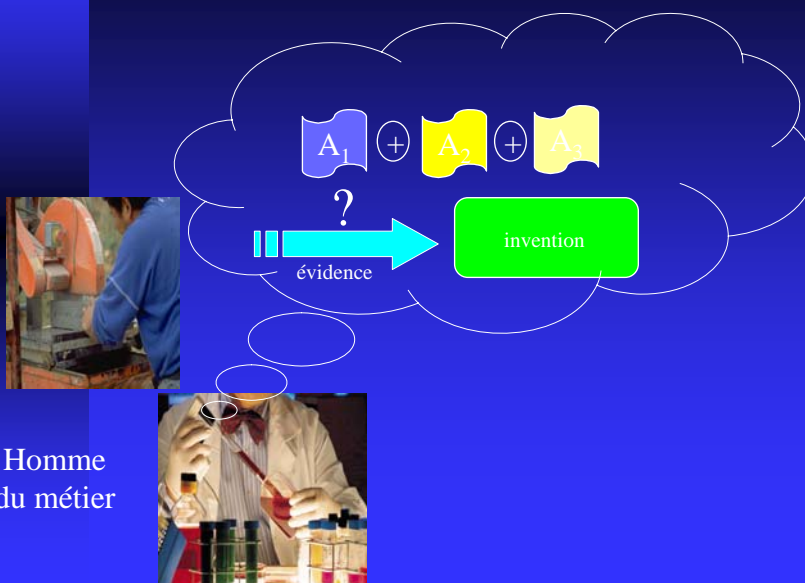 A₁ + A₂ + A₃
?
évidence
invention
Homme
du métier